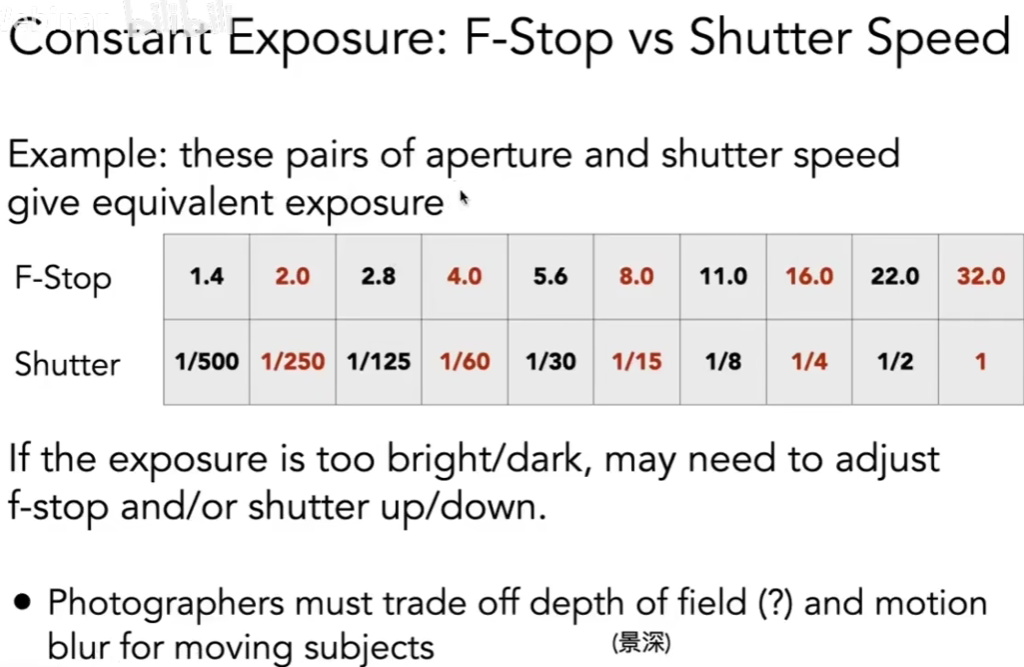 Constant Exposure: F-Stop vs Shutter Speed
Example: these pairs of aperture and shutter speed
give equivalent exposure
F-Stop 1.4 2.0 2.8 4.0 5.6 8.0 11.0 16.0 22.0 32.0
Shutter 1/500 1/250 1/125 1/60 1/30 1/15 1/8 1/4 1/2 1
If the exposure is too bright/dark, may need to adjust
f-stop and/or shutter up/down.
• Photographers must trade off depth of field (?) and motion
blur for moving subjects (景深)